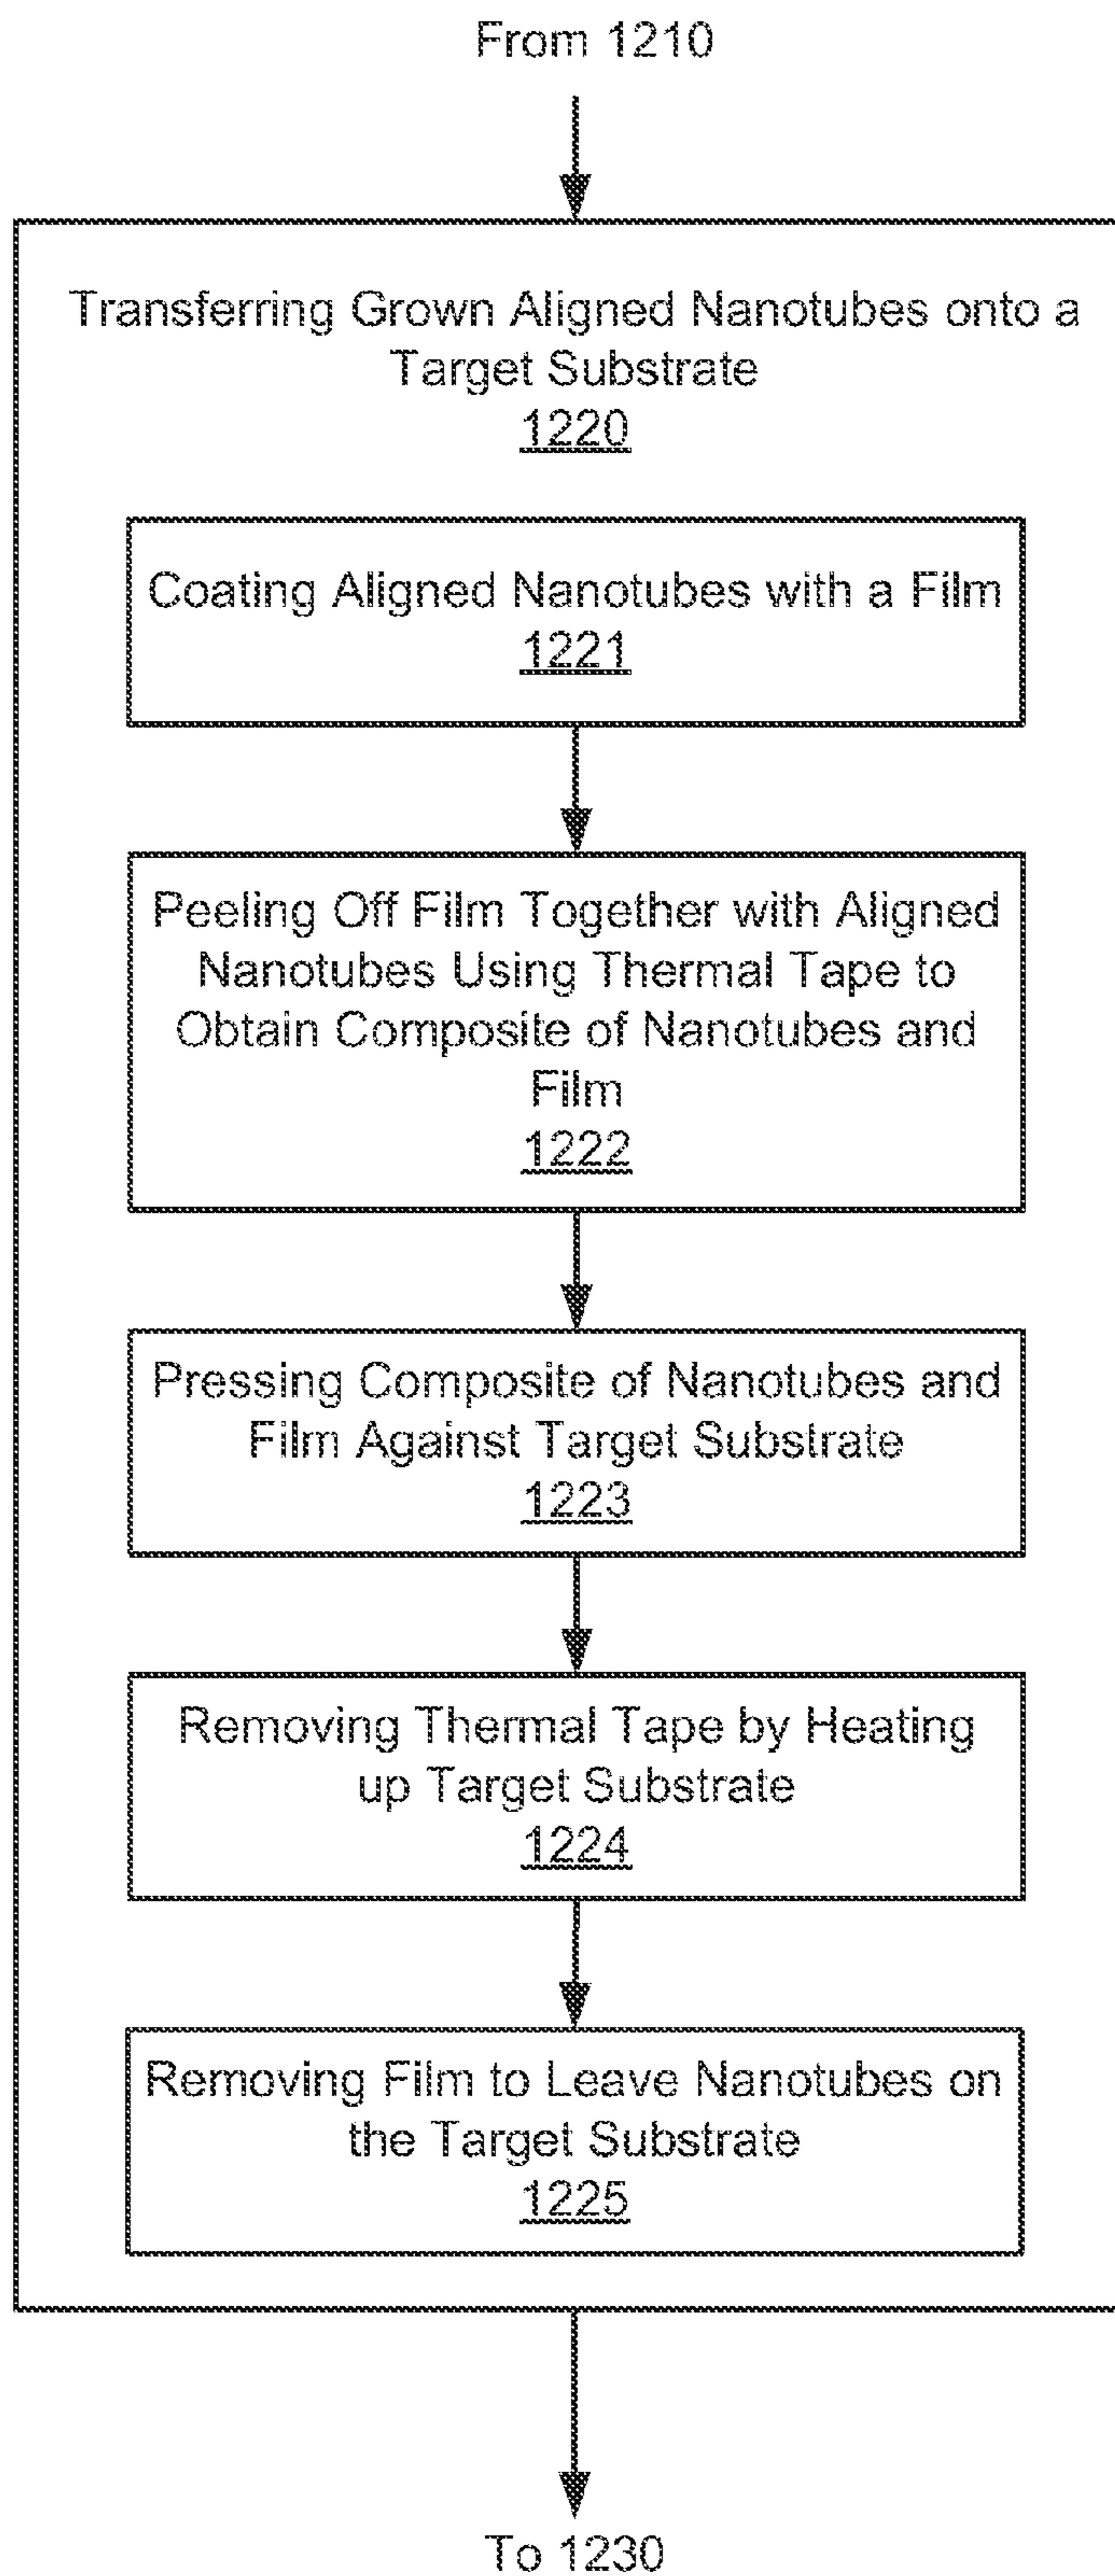 From 1210
Transferring Grown Aligned Nanotubes onto a
Target Substrate
1220
Coating Aligned Nanotubes with a Film
1221
Peeling Off Film Together with Aligned
Nanotubes Using Thermal Tape to
Obtain Composite of Nanotubes and
Film
1222
Pressing Composite of Nanotubes and
Film Against Target Substrate
1223
Removing Thermal Tape by Heating
up Target Substrate
1224
Removing Film to Leave Nanotubes on
the Target Substrate
1225
To 1230